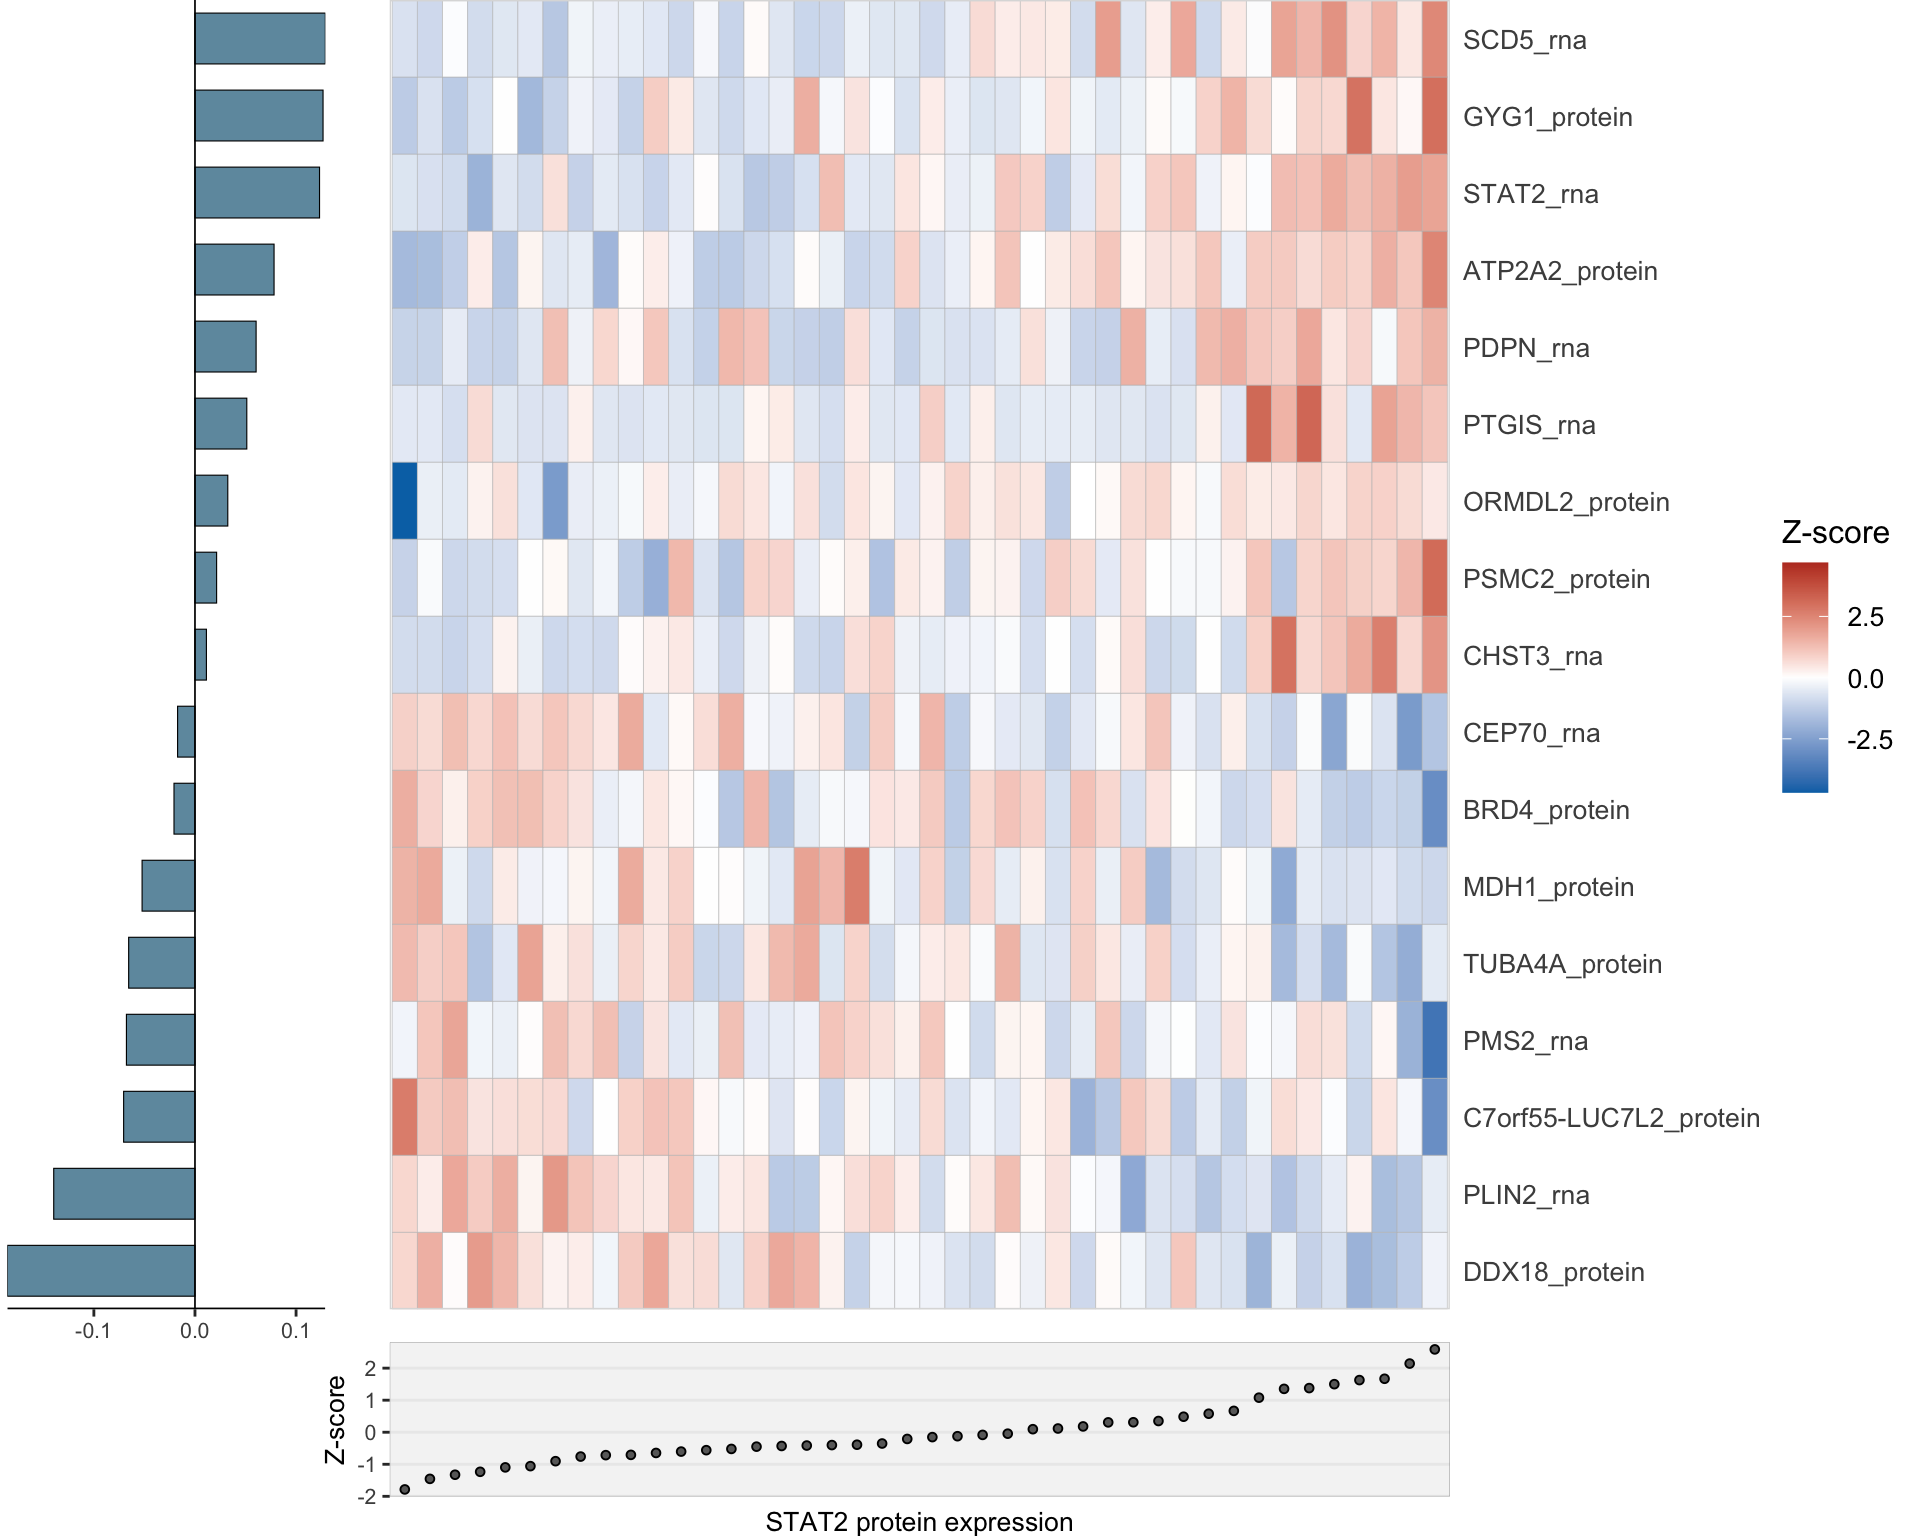 SCD5_rna
GYG1_protein
STAT2_rna
ATP2A2_protein
PDPN_rna
PTGIS_rna
ORMDL2_protein
PSMC2_protein
CHST3_rna
CEP70_rna
BRD4_protein
MDH1_protein
TUBA4A_protein
PMS2_rna
C7orf55-LUC7L2_protein
PLIN2_rna
DDX18_protein
Z-score
2.5
0.0
-2.5
-0.1 0.0 0.1
Z-score
2
1
0
-1
-2
STAT2 protein expression